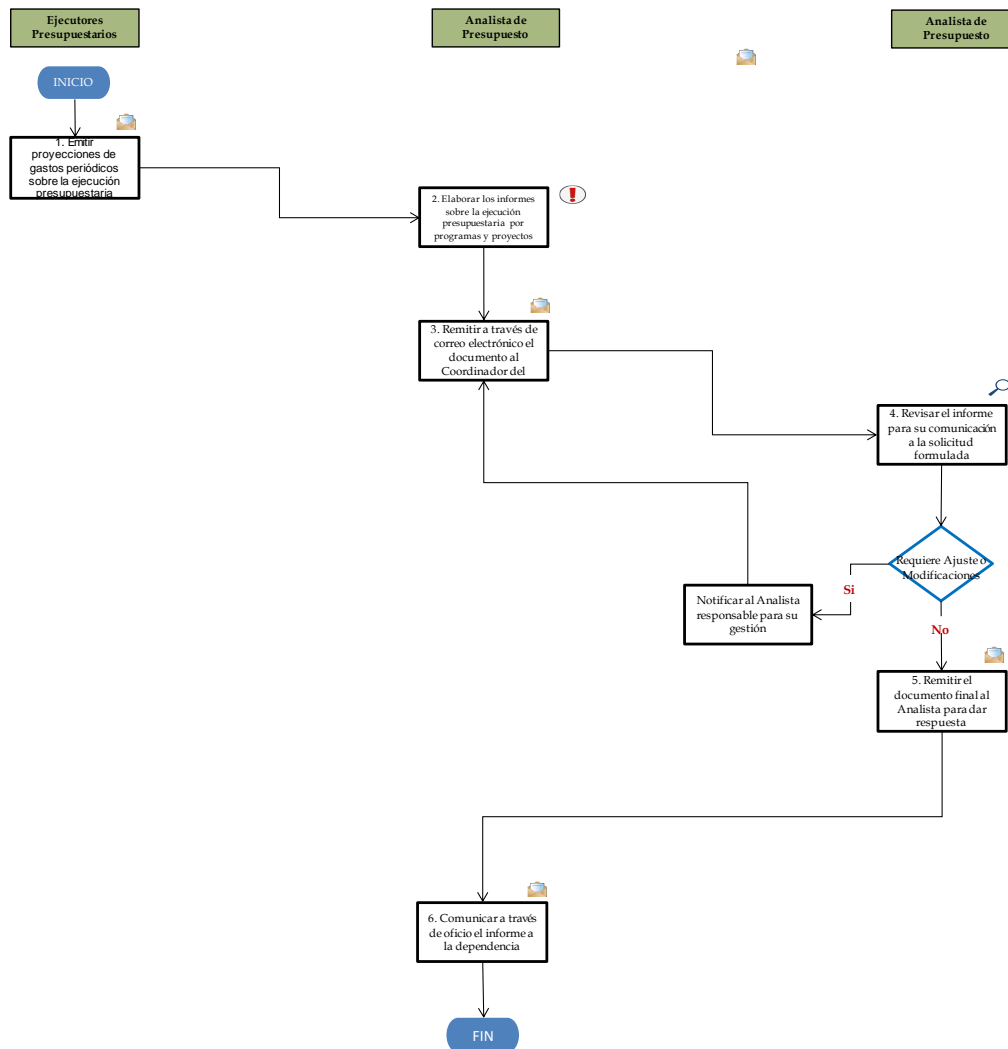 Ejecutores
Presupuestarios
Analista de
Presupuesto
Analista de
Presupuesto
INICIO
1. Emitir
proyecciones de
gastos periódicos
sobre la ejecución
presupuestaria
2. Elaborar los informes
sobre la ejecución
presupuestaria por
programas y proyectos
3. Remitir a través de
correo electrónico el
documento al
Coordinador del
4. Revisar el informe
para su comunicación
a la solicitud
formulada
Requiere Ajuste o
Modificaciones
Si
Notificar al Analista
responsable para su
gestión
No
5. Remitir el
documento final al
Analista para dar
respuesta
6. Comunicar a través
de oficio el informe a
la dependencia
FIN